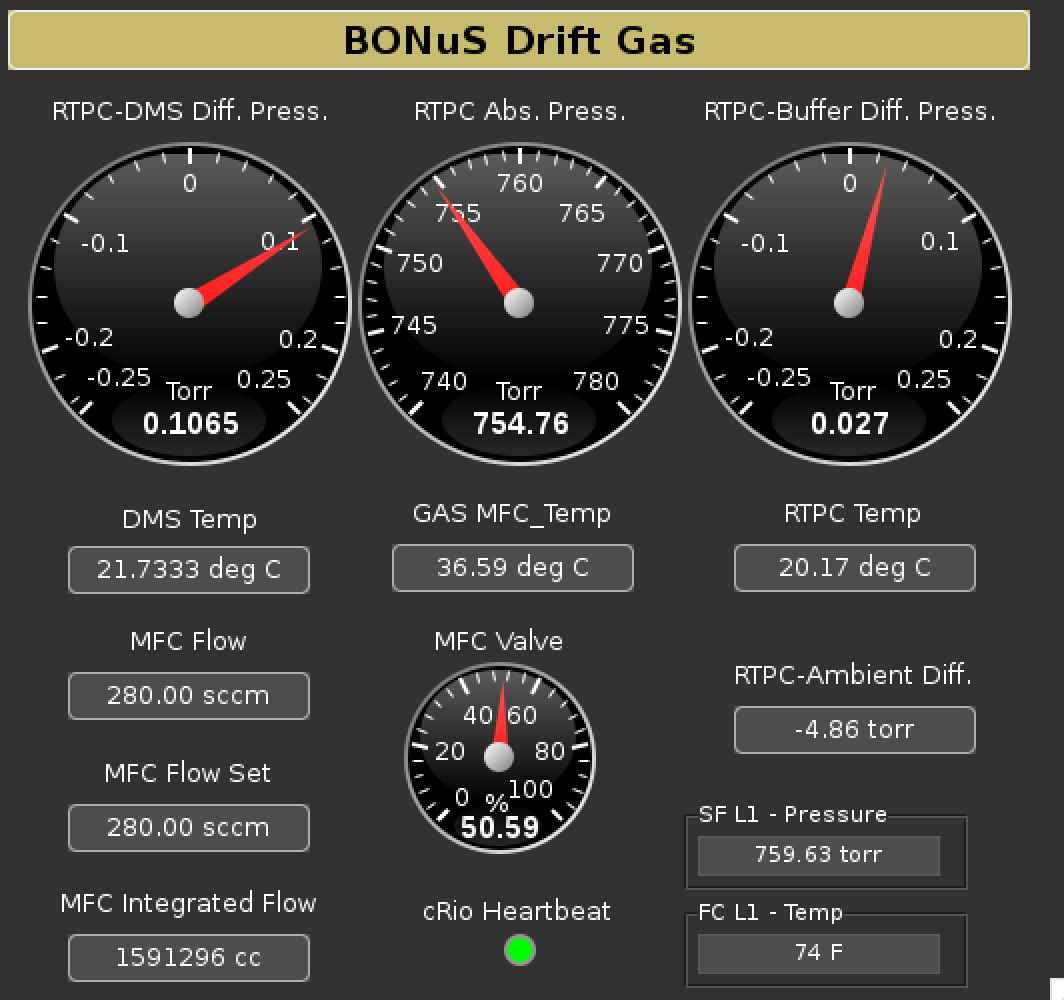 BONuS Drift Gas
RTPC-DMS Diff. Press.
-0.25
-0.2
-0.1
0
0.1
0.2
0.25
Torr
0.1065
RTPC Abs. Press.
740
745
750
755
760
765
770
775
780
Torr
754.76
RTPC-Buffer Diff. Press.
-0.25
-0.2
-0.1
0
0.1
0.2
0.25
Torr
0.027
DMS Temp
21.7333 deg C
GAS MFC_Temp
36.59 deg C
RTPC Temp
20.17 deg C
MFC Flow
280.00 sccm
MFC Flow Set
280.00 sccm
MFC Integrated Flow
1591296 cc
MFC Valve
0
20
40
60
80
100
%
50.59
cRio Heartbeat
RTPC-Ambient Diff.
-4.86 torr
SF L1 - Pressure
759.63 torr
FC L1 - Temp
74 F